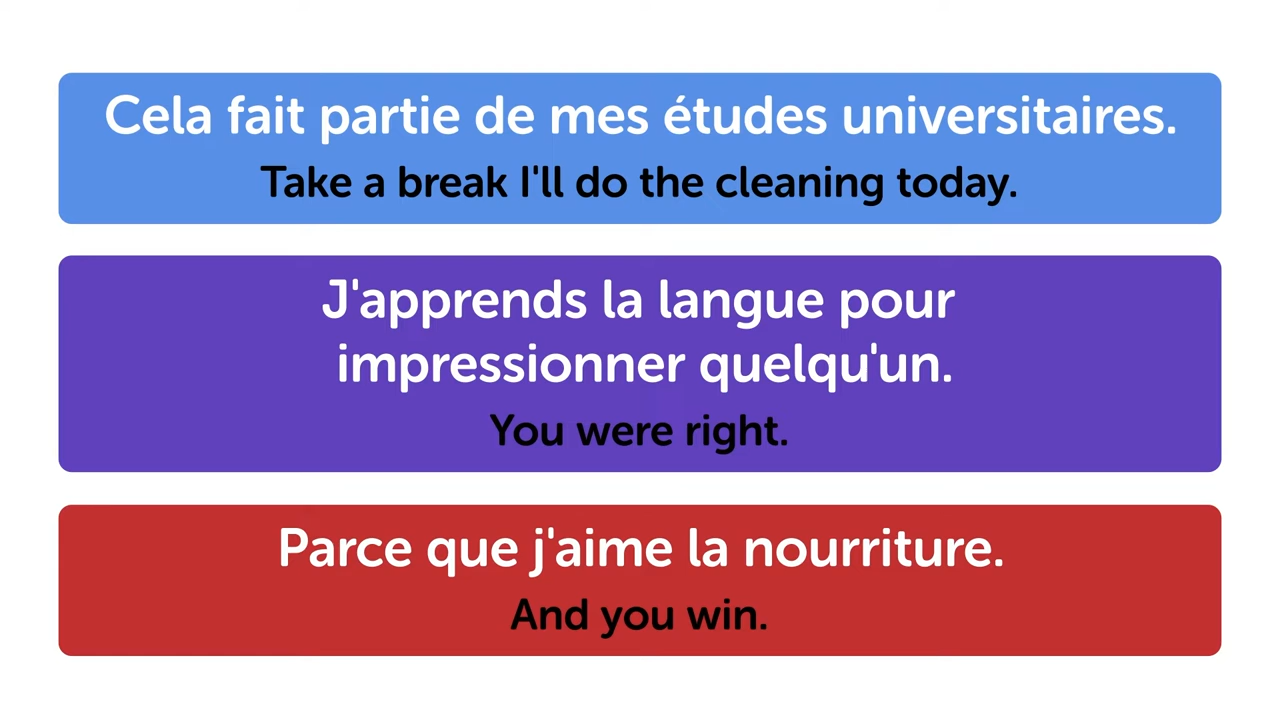 Cela fait partie de mes études universitaires.
Take a break I'll do the cleaning today.
J'apprends la langue pour
impressionner quelqu'un.
You were right.
Parce que j'aime la nourriture.
And you win.